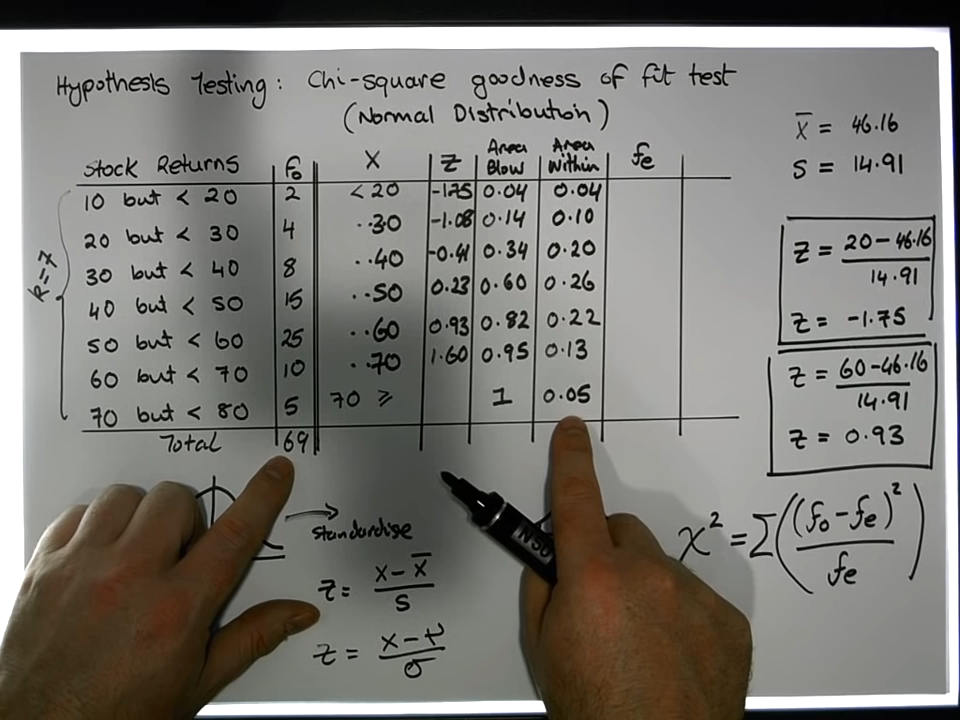 Hypothesis Testing: Chi-square goodness of fit test
(Normal Distribution)
Stock Returns fo X Z Area Blow Area Within fe
10 but < 20 2 < 20 -1.75 0.04 0.04
20 but < 30 4 ..30 -1.08 0.14 0.10
30 but < 40 8 ..40 -0.41 0.34 0.20
40 but < 50 15 ..50 0.23 0.60 0.26
50 but < 60 25 ..60 0.93 0.82 0.22
60 but < 70 10 ..70 1.60 0.95 0.13
70 but < 80 5 70 ≥ 1 0.05
Total 69
k=7
x̄ = 46.16
S = 14.91
Z = 20-46.16 / 14.91
Z = -1.75
Z = 60-46.16 / 14.91
Z = 0.93
standardise
Z = x-x̄ / s
Z = x-μ / σ
χ² = Σ((fo-fe)² / fe)
N50